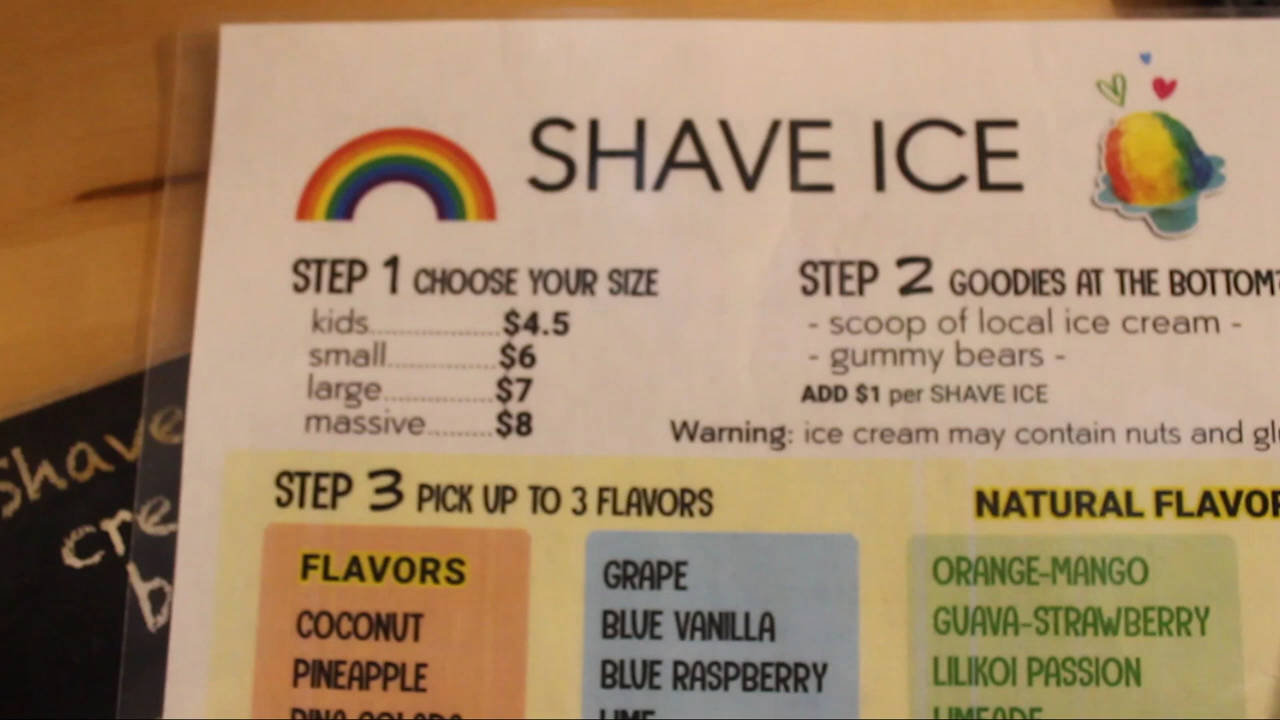 SHAVE ICE
STEP 1 CHOOSE YOUR SIZE
kids..................$4.5
small...............$6
large...............$7
massive.........$8
STEP 2 GOODIES AT THE BOTTOM?
- scoop of local ice cream -
- gummy bears -
ADD $1 per SHAVE ICE
Warning: ice cream may contain nuts and
STEP 3 PICK UP TO 3 FLAVORS
FLAVORS
COCONUT
PINEAPPLE
GRAPE
BLUE VANILLA
BLUE RASPBERRY
LIME
NATURAL
ORANGE-MANGO
GUAVA-STRAWBERRY
LILIKOI PASSION
Shave